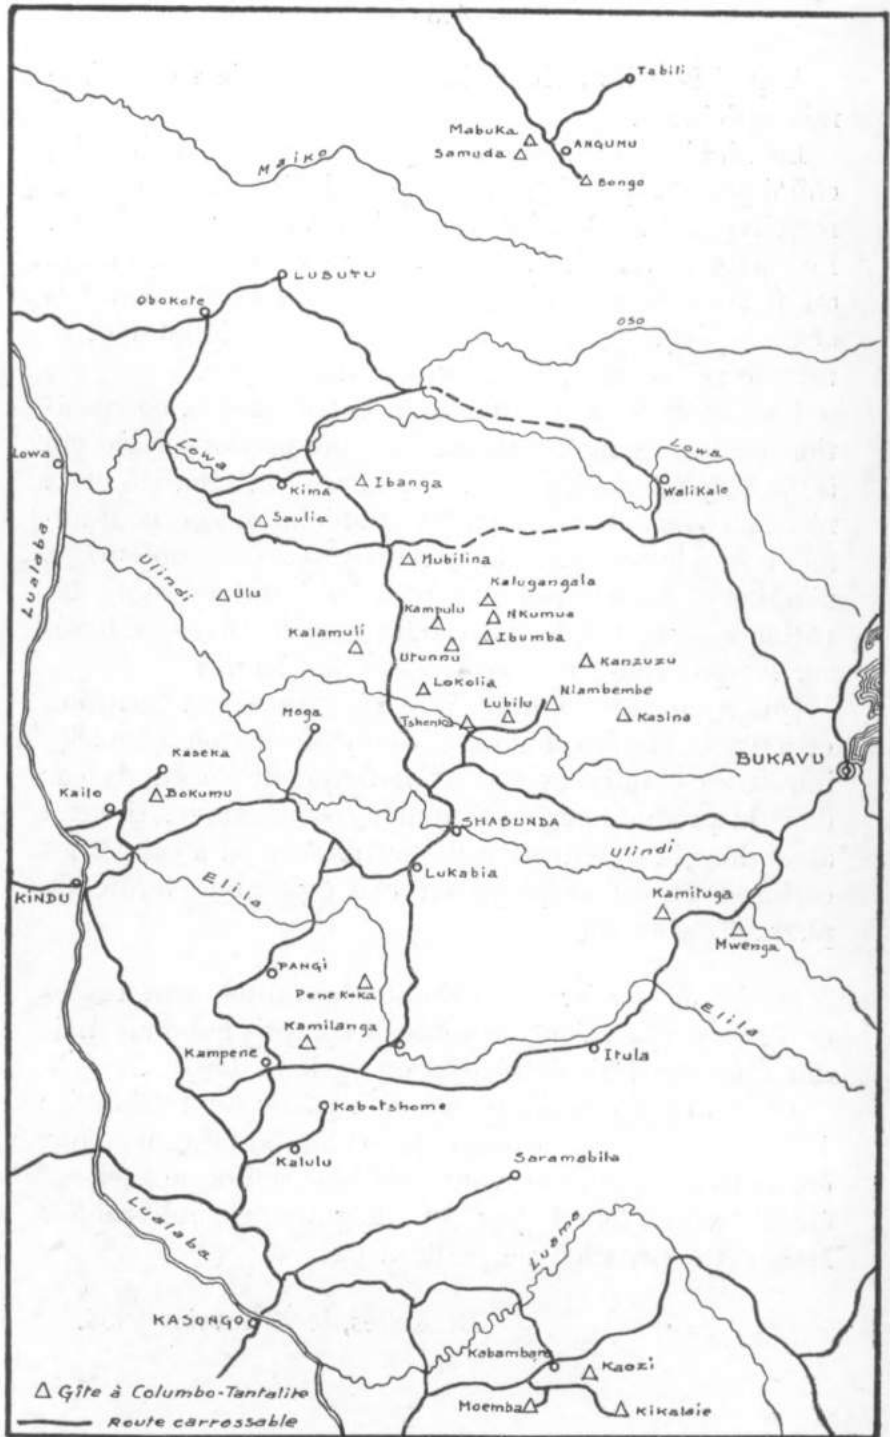 Tabili
Mabuka
ANGUMU
Samuda
Bongo
Maiko
LUBUTU
Obokote
OSO
Lowa
Lowa
Lowa
Kima
Ibanga
Walikale
Saulia
Lualaba
Ulindi
Mubilina
Ulu
Kalugangala
Kampulu
Nkumua
Kalamuli
Ibumba
Utunnu
Kanzuzu
Lokolia
Niambembe
Lubilu
Kasina
Tshenka
Moga
BUKAVU
Kaseka
Kailo
Bokumu
SHABUNDA
Ulindi
Lukabia
KINDU
Elila
Kamituga
Mwenga
PANGI
Penekoka
Elila
Kamilanga
Kampene
Itula
Kabatshome
Kalulu
Saramabila
Lualaba
Luama
KASONGO
Kabambare
Kaozi
Moemba
Kikalaie
△ Gîte à Columbo-Tantalite
Route carrossable